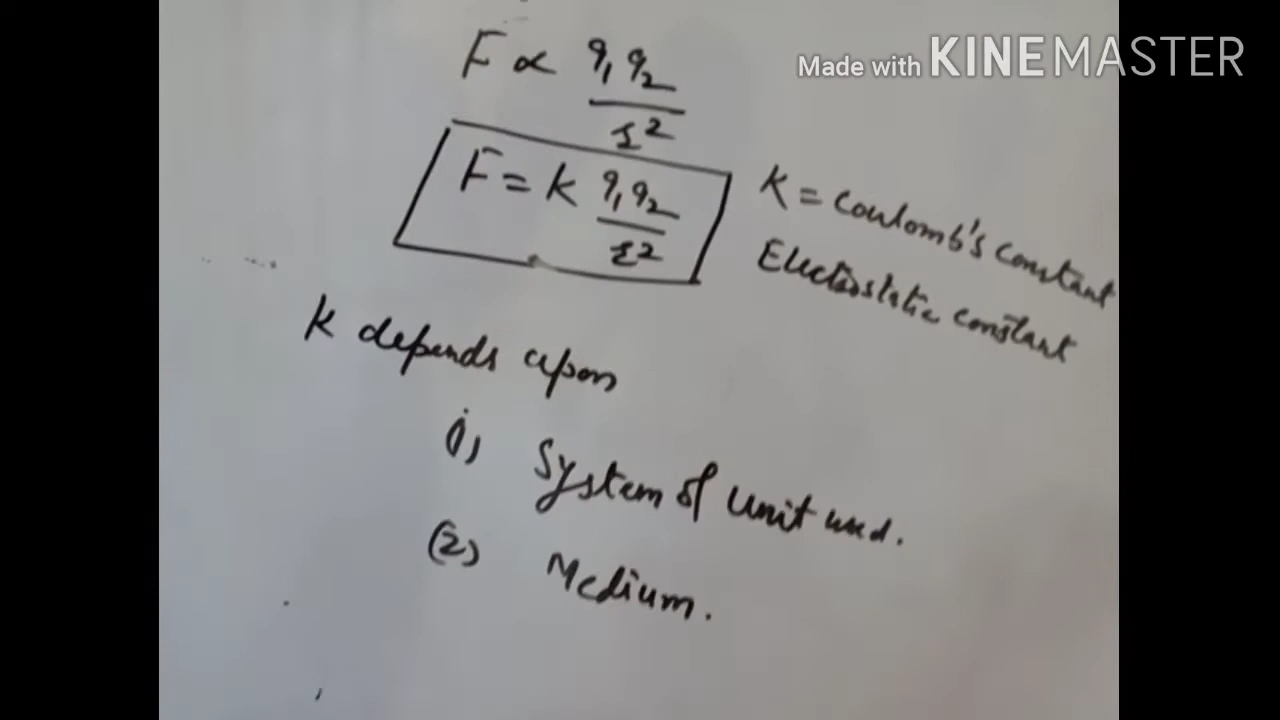 Made with KINEMASTER
F ∝ q₁q₂/r²
F = K q₁q₂/r²
K = Coulomb's constant
Electrostatic constant
K depends upon
(1) System of unit used.
(2) Medium.